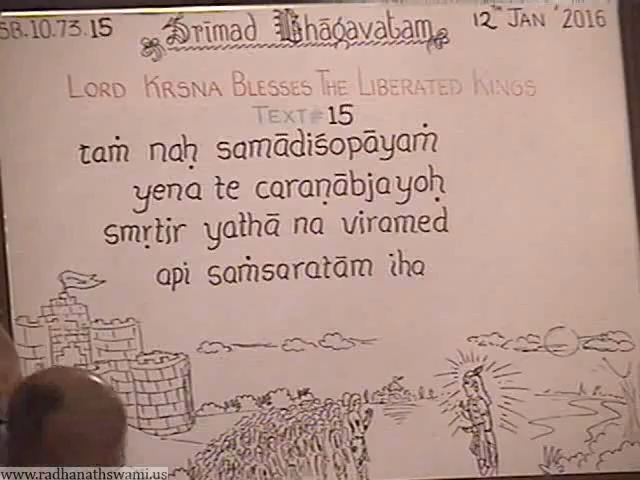 SB.10.73.15
Śrīmad Bhāgavatam
12th JAN '2016
LORD KRSNA BLESSES THE LIBERATED KINGS
TEXT # 15
taṁ naḥ samādiśopāyaṁ
yena te caraṇābjayoḥ
smṛtir yathā na viramed
api saṁsaratām iha
www.radhanathswami.us